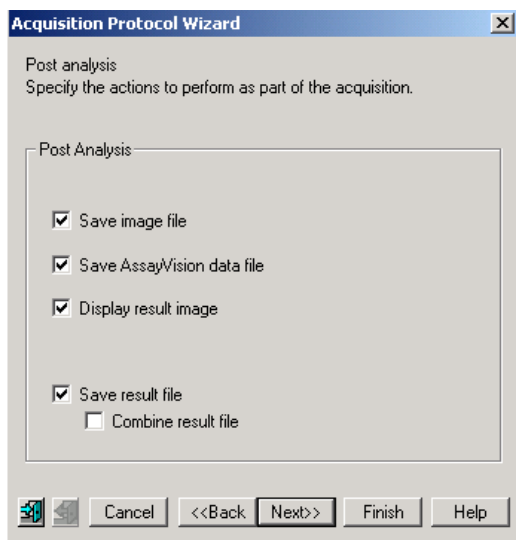 Acquisition Protocol Wizard
Post analysis
Specify the actions to perform as part of the acquisition.
Post Analysis
Save image file
Save AssayVision data file
Display result image
Save result file
Combine result file
Cancel <<Back Next>> Finish Help